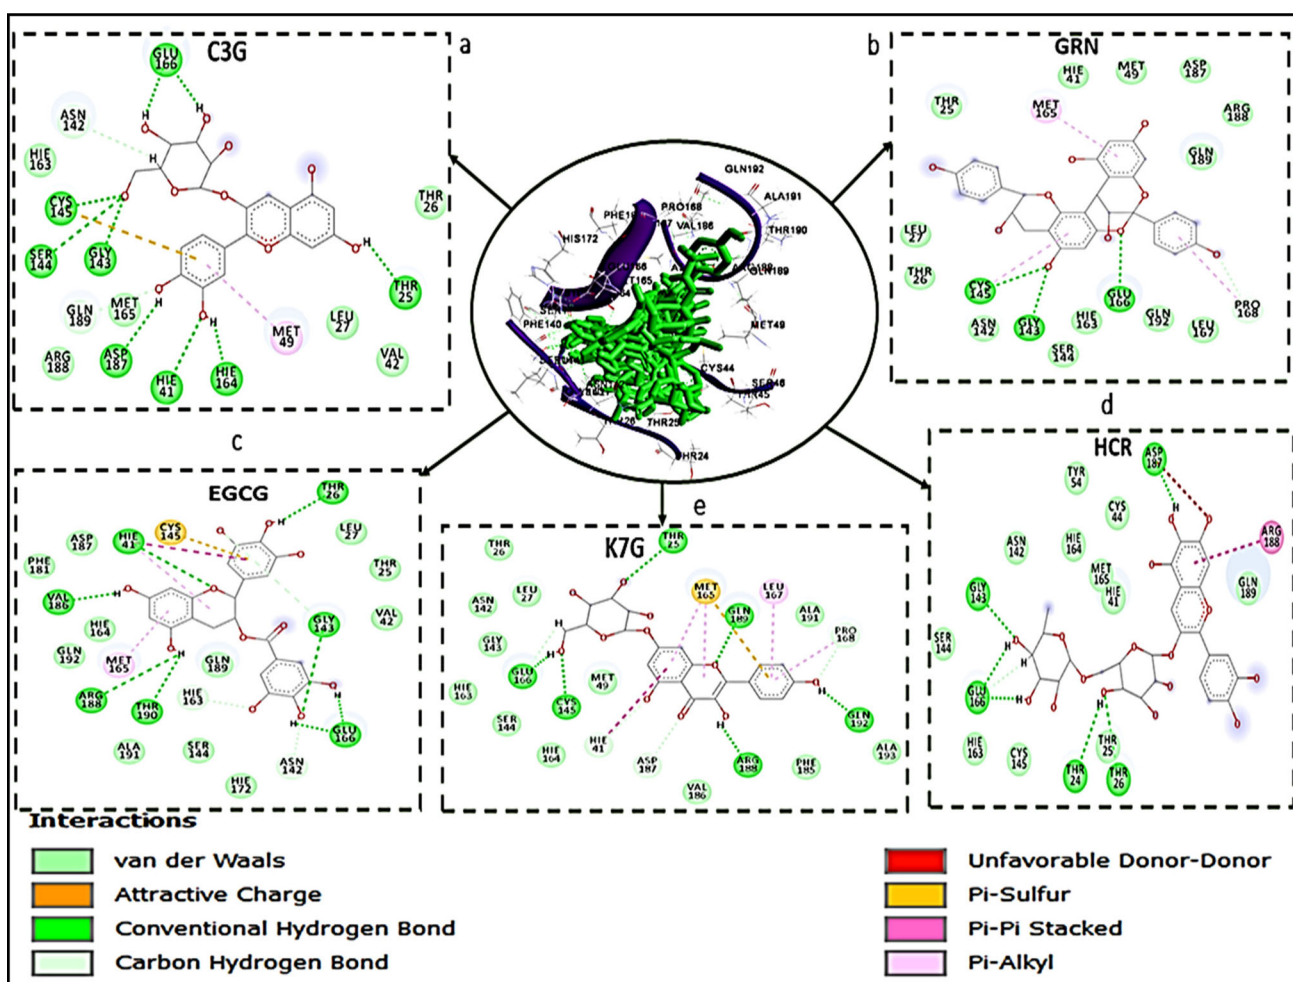 a
C3G
GLU
166
ASN
142
HIE
163
CYS
145
SER
144
GLY
143
THR
26
THR
25
GLN
189
MET
165
ARG
188
ASP
187
HIE
41
HIE
164
MET
49
LEU
27
VAL
42
H
H
H
H
H
H
H
O
b
GRN
HIE
41
MET
49
ASP
187
THR
25
MET
165
ARG
188
GLN
189
LEU
27
THR
26
CYS
145
ASN
142
GLY
143
SER
144
HIE
163
GLU
166
GLN
192
LEU
167
PRO
168
GLN192
ALA191
PRO168
VAL186
THR190
HIS172
GLN189
PHE140
MET49
CYS44
SER46
THR25
c
EGCG
THR
26
CYS
145
HIE
41
ASP
187
LEU
27
PHE
181
THR
25
VAL
186
HIE
164
GLY
143
VAL
42
GLN
192
MET
165
GLN
189
ARG
188
THR
190
HIE
163
GLU
166
ALA
191
SER
144
ASN
142
HIE
172
e
K7G
THR
25
THR
26
MET
165
LEU
167
ASN
142
LEU
27
GLN
189
ALA
191
GLY
143
PRO
168
GLU
166
MET
49
HIE
163
CYS
145
GLN
192
SER
144
HIE
41
HIE
164
ASP
187
ARG
188
PHE
185
ALA
193
VAL
186
d
HCR
ASP
187
TYR
54
CYS
44
ARG
188
ASN
142
HIE
164
MET
165
HIE
41
GLN
189
GLY
143
SER
144
GLU
166
HIE
163
CYS
145
THR
25
THR
24
THR
26
Interactions
van der Waals
Attractive Charge
Conventional Hydrogen Bond
Carbon Hydrogen Bond
Unfavorable Donor-Donor
Pi-Sulfur
Pi-Pi Stacked
Pi-Alkyl